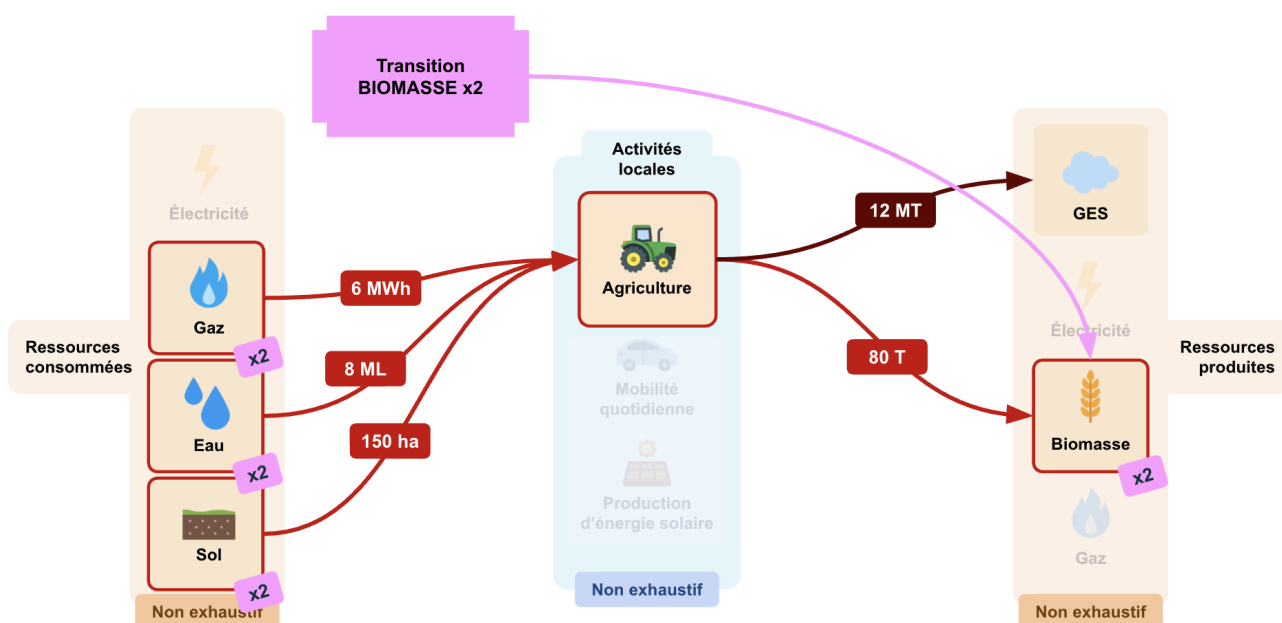 Transition
BIOMASSE x2
Ressources
consommées
Électricité
Gaz
x2
Eau
x2
Sol
x2
Non exhaustif
6 MWh
8 ML
150 ha
Activités
locales
Agriculture
Mobilité
quotidienne
Production
d'énergie solaire
Non exhaustif
12 MT
80 T
GES
Électricité
Biomasse
x2
Gaz
Non exhaustif
Ressources
produites